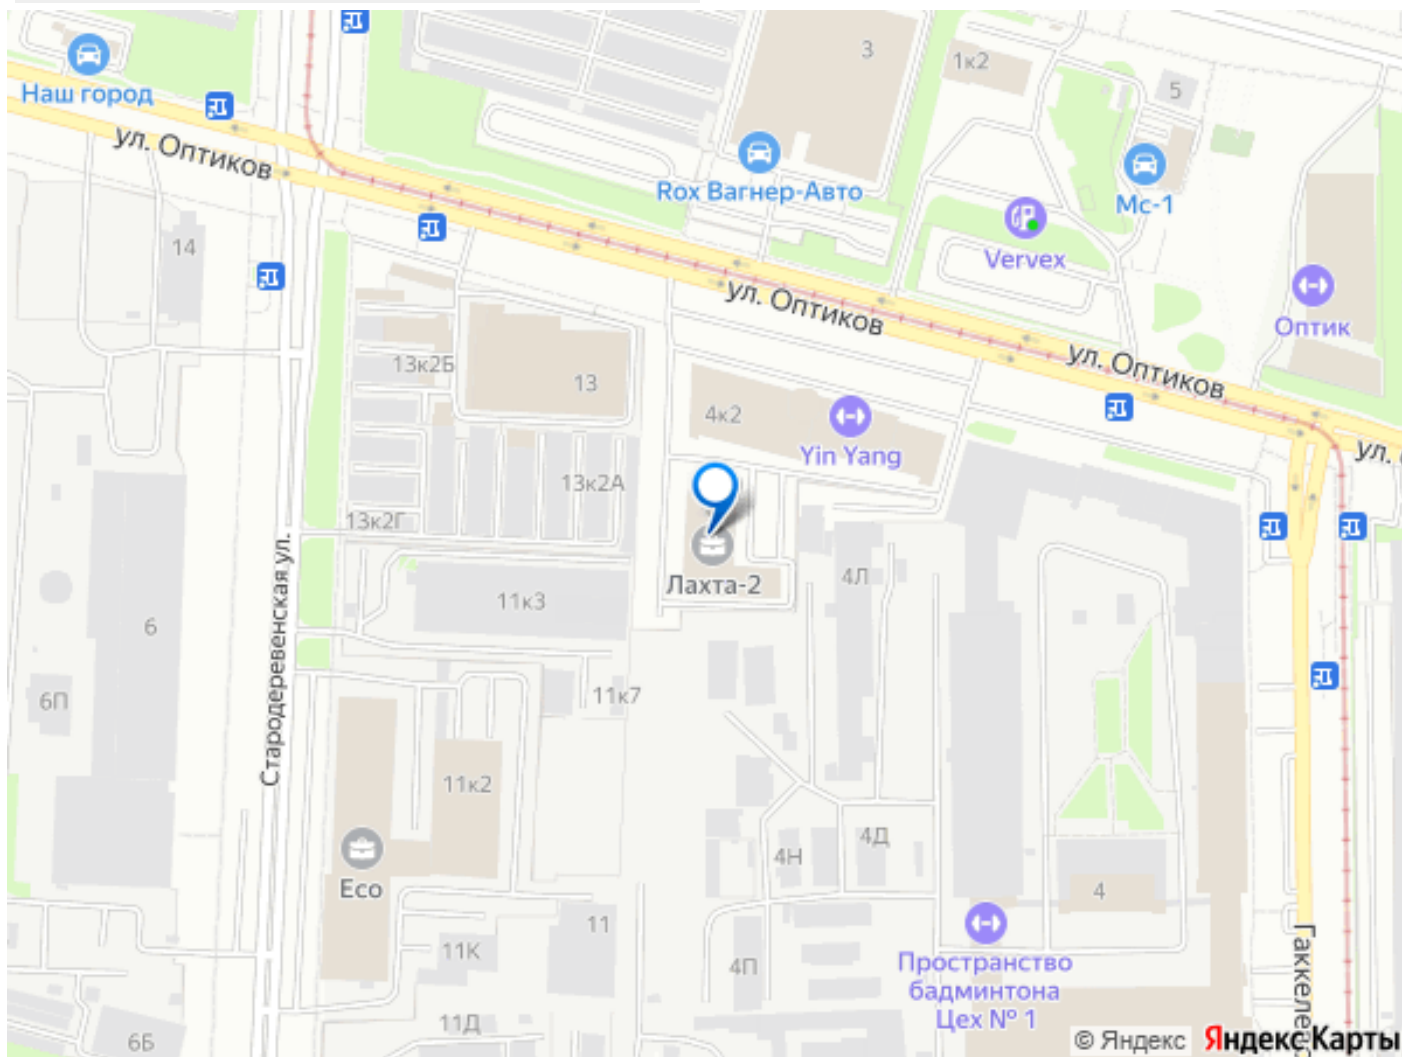 3
1к2
5
Наш город
ул. Оптиков
Rox Вагнер-Авто
Мс-1
14
Vervex
ул. Оптиков
Оптик
13к2Б
13
ул. Оптиков
4к2
Yin Yang
ул.
13к2А
13к2Г
Стародеревенская ул.
Лахта-2
4Л
11к3
6
6П
11к7
11к2
4Н
4Д
Eco
4
11
11К
4П
Пространство
бадминтона
Цех № 1
Гаккелев
11Д
6Б
© Яндекс
Яндекс Карты